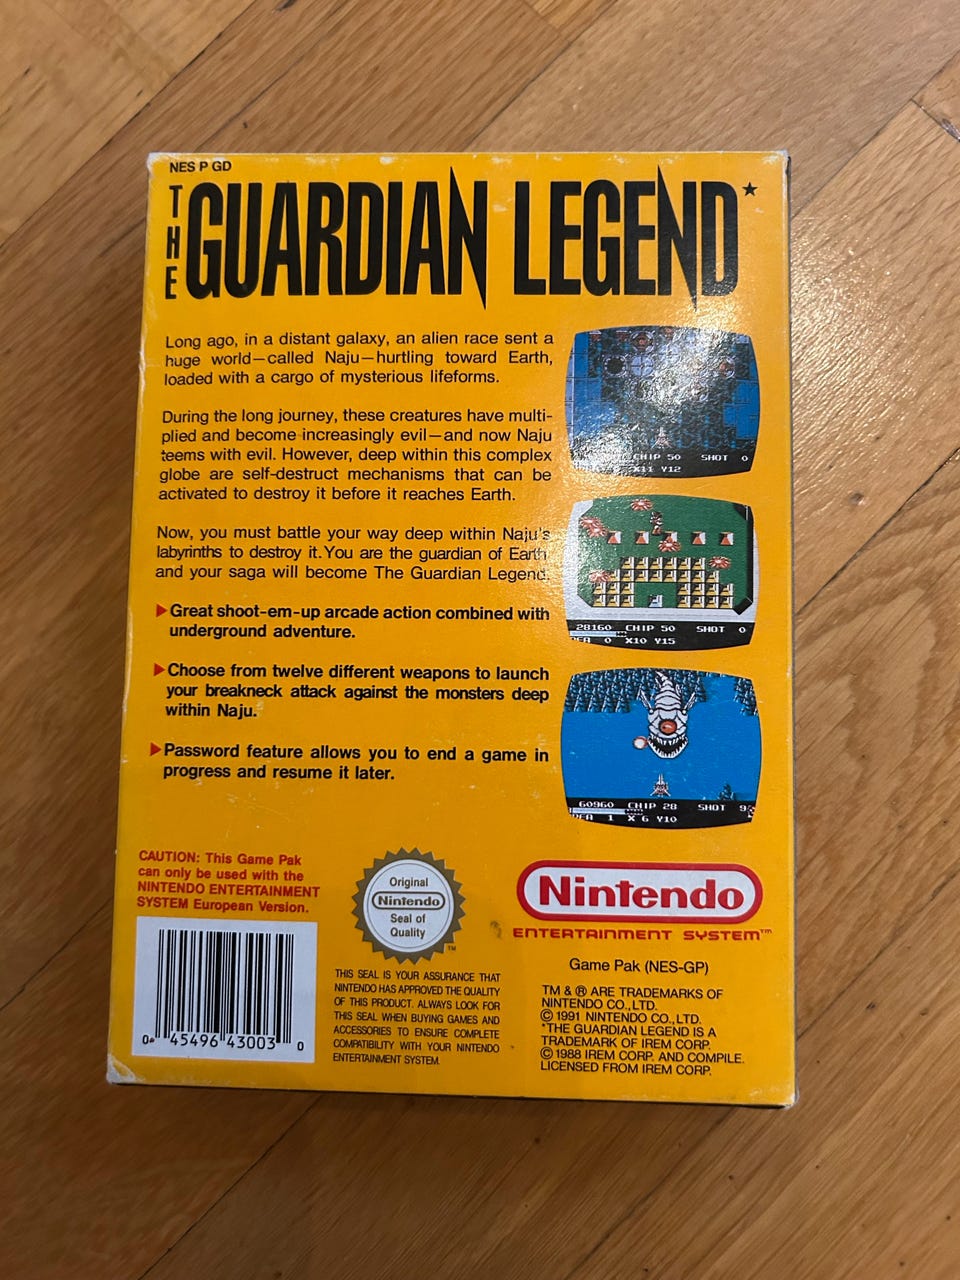 NES P GD
THE
GUARDIAN LEGEND*
Long ago, in a distant galaxy, an alien race sent a
huge world—called Naju—hurtling toward Earth,
loaded with a cargo of mysterious lifeforms.
During the long journey, these creatures have multi-
plied and become increasingly evil—and now Naju
teems with evil. However, deep within this complex
globe are self-destruct mechanisms that can be
activated to destroy it before it reaches Earth.
Now, you must battle your way deep within Naju's
labyrinths to destroy it. You are the guardian of Earth
and your saga will become The Guardian Legend.
Great shoot-em-up arcade action combined with
underground adventure.
Choose from twelve different weapons to launch
your breakneck attack against the monsters deep
within Naju.
Password feature allows you to end a game in
progress and resume it later.
CHIP 50 SHOT 0
X11 Y12
28160 CHIP 50 SHOT 0
0 X10 Y15
60960 CHIP 28 SHOT 9
1 X 6 Y10
CAUTION: This Game Pak
can only be used with the
NINTENDO ENTERTAINMENT
SYSTEM European Version.
0 45496 43003 0
Original
Nintendo
Seal of
Quality
TM
THIS SEAL IS YOUR ASSURANCE THAT
NINTENDO HAS APPROVED THE QUALITY
OF THIS PRODUCT. ALWAYS LOOK FOR
THIS SEAL WHEN BUYING GAMES AND
ACCESSORIES TO ENSURE COMPLETE
COMPATIBILITY WITH YOUR NINTENDO
ENTERTAINMENT SYSTEM.
Nintendo®
ENTERTAINMENT SYSTEM™
Game Pak (NES-GP)
TM & ® ARE TRADEMARKS OF
NINTENDO CO., LTD.
© 1991 NINTENDO CO., LTD.
*THE GUARDIAN LEGEND IS A
TRADEMARK OF IREM CORP.
© 1988 IREM CORP. AND COMPILE.
LICENSED FROM IREM CORP.